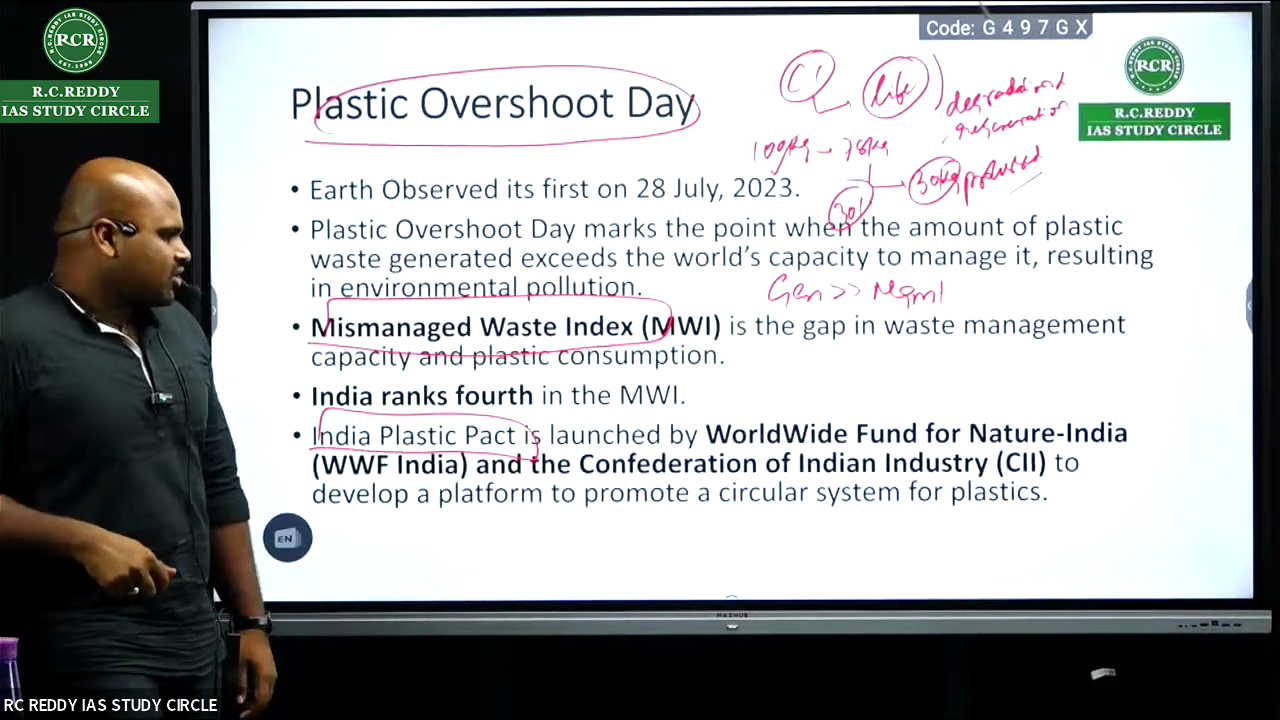 RCR
R.C.REDDY
IAS STUDY CIRCLE
Code: G 4 9 7 G X
RCR
R.C.REDDY
IAS STUDY CIRCLE
Plastic Overshoot Day
life
degradation
regeneration
produced
• Earth Observed its first on 28 July, 2023.
• Plastic Overshoot Day marks the point when the amount of plastic
waste generated exceeds the world's capacity to manage it, resulting
in environmental pollution.
Gen >> Mgmt
• Mismanaged Waste Index (MWI) is the gap in waste management
capacity and plastic consumption.
• India ranks fourth in the MWI.
• India Plastic Pact is launched by WorldWide Fund for Nature-India
(WWF India) and the Confederation of Indian Industry (CII) to
develop a platform to promote a circular system for plastics.
EN
MAXHUB
RC REDDY IAS STUDY CIRCLE